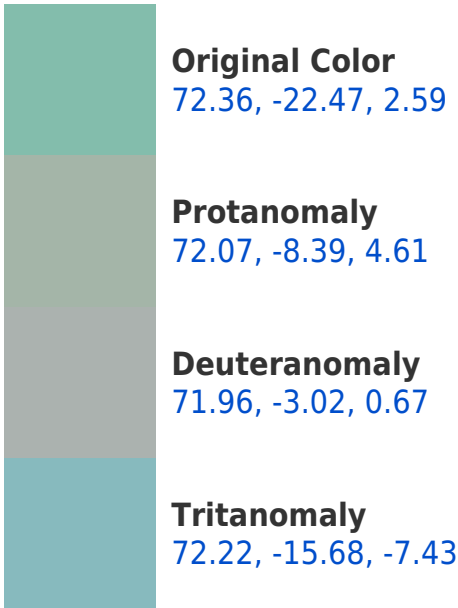 Original Color
72.36, -22.47, 2.59
Protanomaly
72.07, -8.39, 4.61
Deuteranomaly
71.96, -3.02, 0.67
Tritanomaly
72.22, -15.68, -7.43